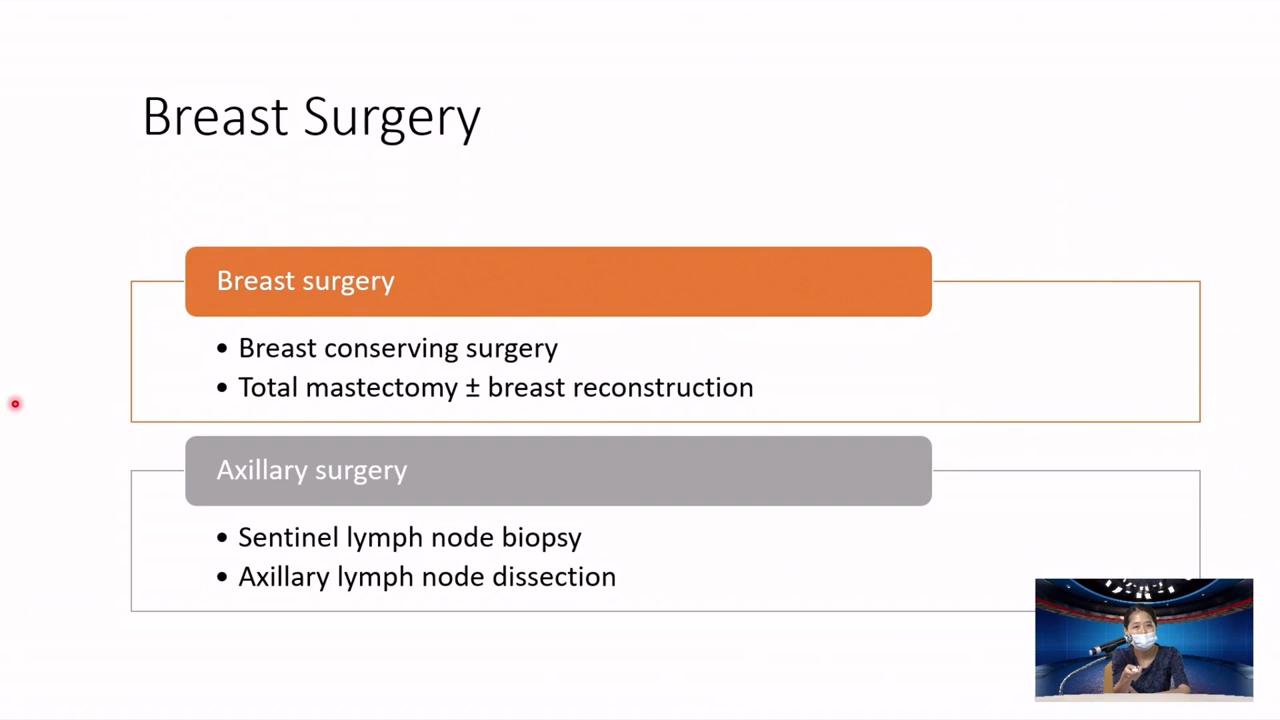 Breast Surgery
Breast surgery
• Breast conserving surgery
• Total mastectomy ± breast reconstruction
Axillary surgery
• Sentinel lymph node biopsy
• Axillary lymph node dissection